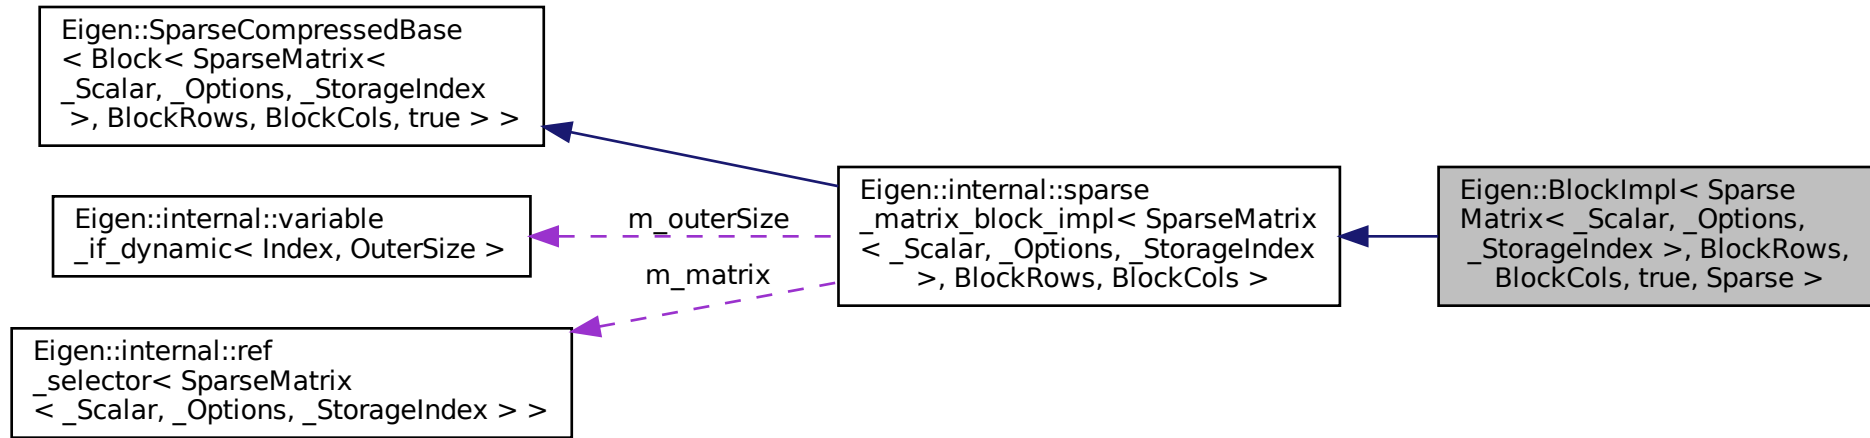 Eigen::SparseCompressedBase
< Block< SparseMatrix<
_Scalar, _Options, _StorageIndex
>, BlockRows, BlockCols, true > >
Eigen::internal::variable
_if_dynamic< Index, OuterSize >
Eigen::internal::ref
_selector< SparseMatrix
< _Scalar, _Options, _StorageIndex > >
m_outerSize
m_matrix
Eigen::internal::sparse
_matrix_block_impl< SparseMatrix
< _Scalar, _Options, _StorageIndex
>, BlockRows, BlockCols >
Eigen::BlockImpl< Sparse
Matrix< _Scalar, _Options,
_StorageIndex >, BlockRows,
BlockCols, true, Sparse >